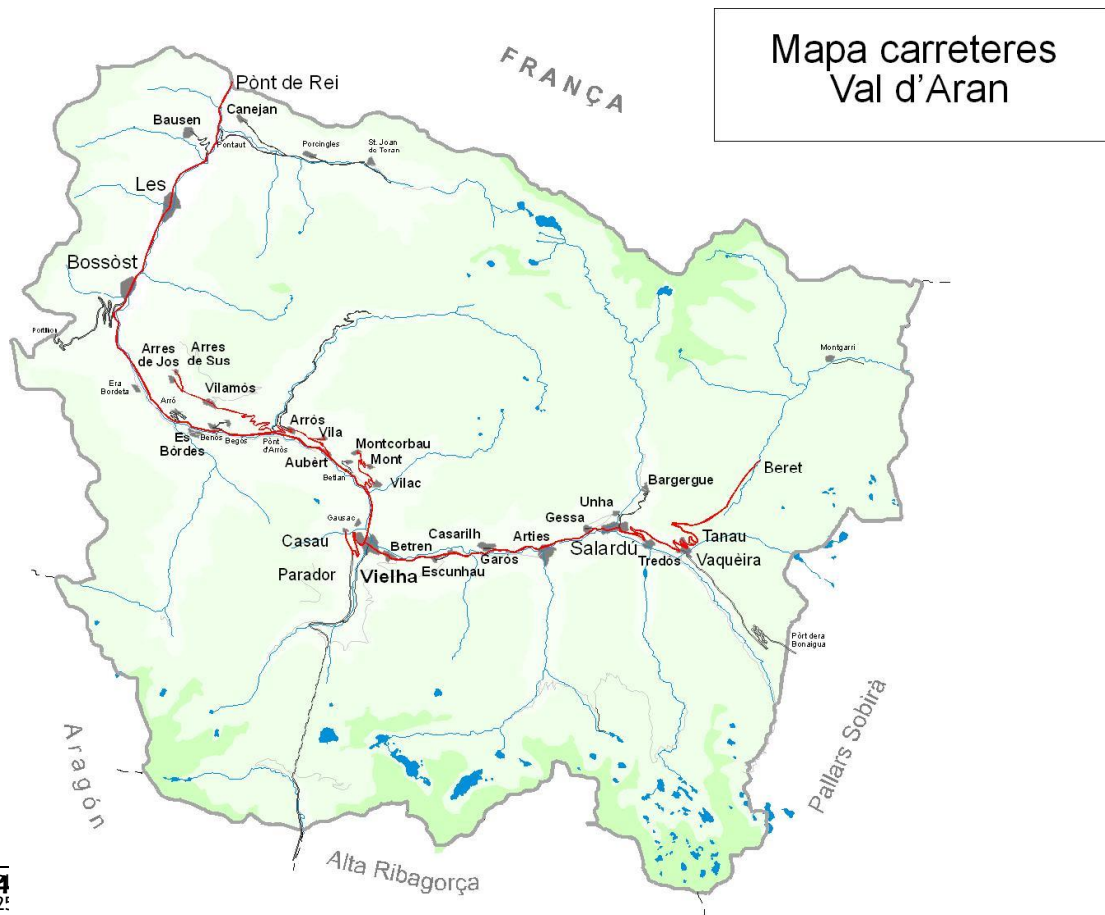 Mapa carreteres
Val d'Aran
FRANÇA
Pònt de Rei
Canejan
Bausen
Pontaut
Porcingles
St. Joan
de Toran
Les
Bossòst
Portilhon
Arres
de Jos
Arres
de Sus
Era
Bordeta
Vilamós
Arró
Es
Bòrdes
Benós
Begós
Pònt
d'Arròs
Arròs
Vila
Aubèrt
Betlan
Montcorbau
Mont
Vilac
Montgarri
Beret
Bargergue
Unha
Gessa
Salardú
Tredòs
Tanau
Vaquèira
Gausac
Casau
Betren
Casarilh
Escunhau
Garòs
Arties
Parador
Vielha
Pòrt dera
Bonaigua
Aragón
Alta Ribagorça
Pallars Sobirà